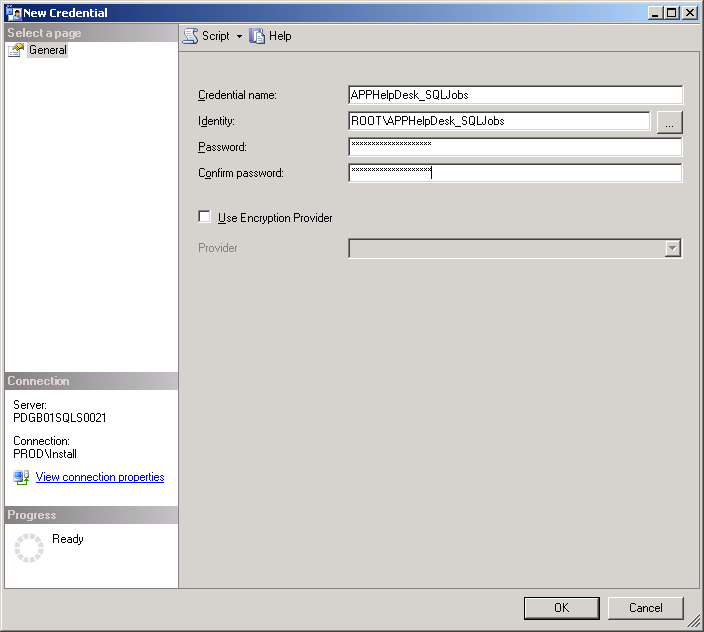 New Credential
Select a page
General
Script
Help
Credential name:
APPHelpDesk_SQLJobs
Identity:
ROOT\APPHelpDesk_SQLJobs
...
Password:
*******************
Confirm password:
*******************
Use Encryption Provider
Provider
Connection
Server:
PDGB01SQLS0021
Connection:
PROD\Install
View connection properties
Progress
Ready
OK
Cancel